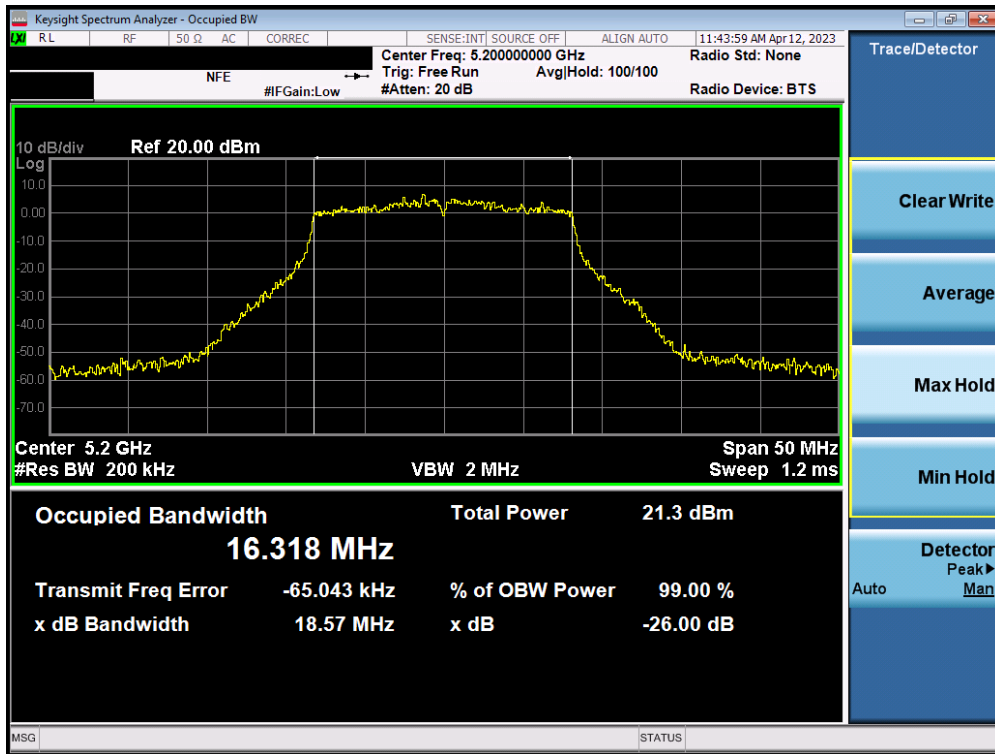 Keysight Spectrum Analyzer - Occupied BW
LXI RL RF 50 Ω AC CORREC SENSE:INT SOURCE OFF ALIGN AUTO 11:43:59 AM Apr 12, 2023
Center Freq: 5.200000000 GHz Radio Std: None
NFE Trig: Free Run Avg|Hold: 100/100
#IFGain:Low #Atten: 20 dB Radio Device: BTS
10 dB/div Ref 20.00 dBm
Log
10.0
0.00
-10.0
-20.0
-30.0
-40.0
-50.0
-60.0
-70.0
Center 5.2 GHz Span 50 MHz
#Res BW 200 kHz VBW 2 MHz Sweep 1.2 ms
Occupied Bandwidth Total Power 21.3 dBm
16.318 MHz
Transmit Freq Error -65.043 kHz % of OBW Power 99.00 %
x dB Bandwidth 18.57 MHz x dB -26.00 dB
Trace/Detector
Clear Write
Average
Max Hold
Min Hold
Detector
Peak▶
Auto Man
MSG STATUS